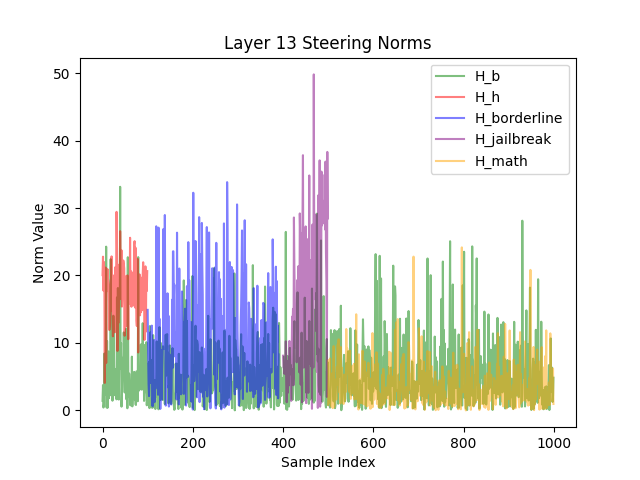 Layer 13 Steering Norms
H_b
H_h
H_borderline
H_jailbreak
H_math
Norm Value
50
40
30
20
10
0
0 200 400 600 800 1000
Sample Index